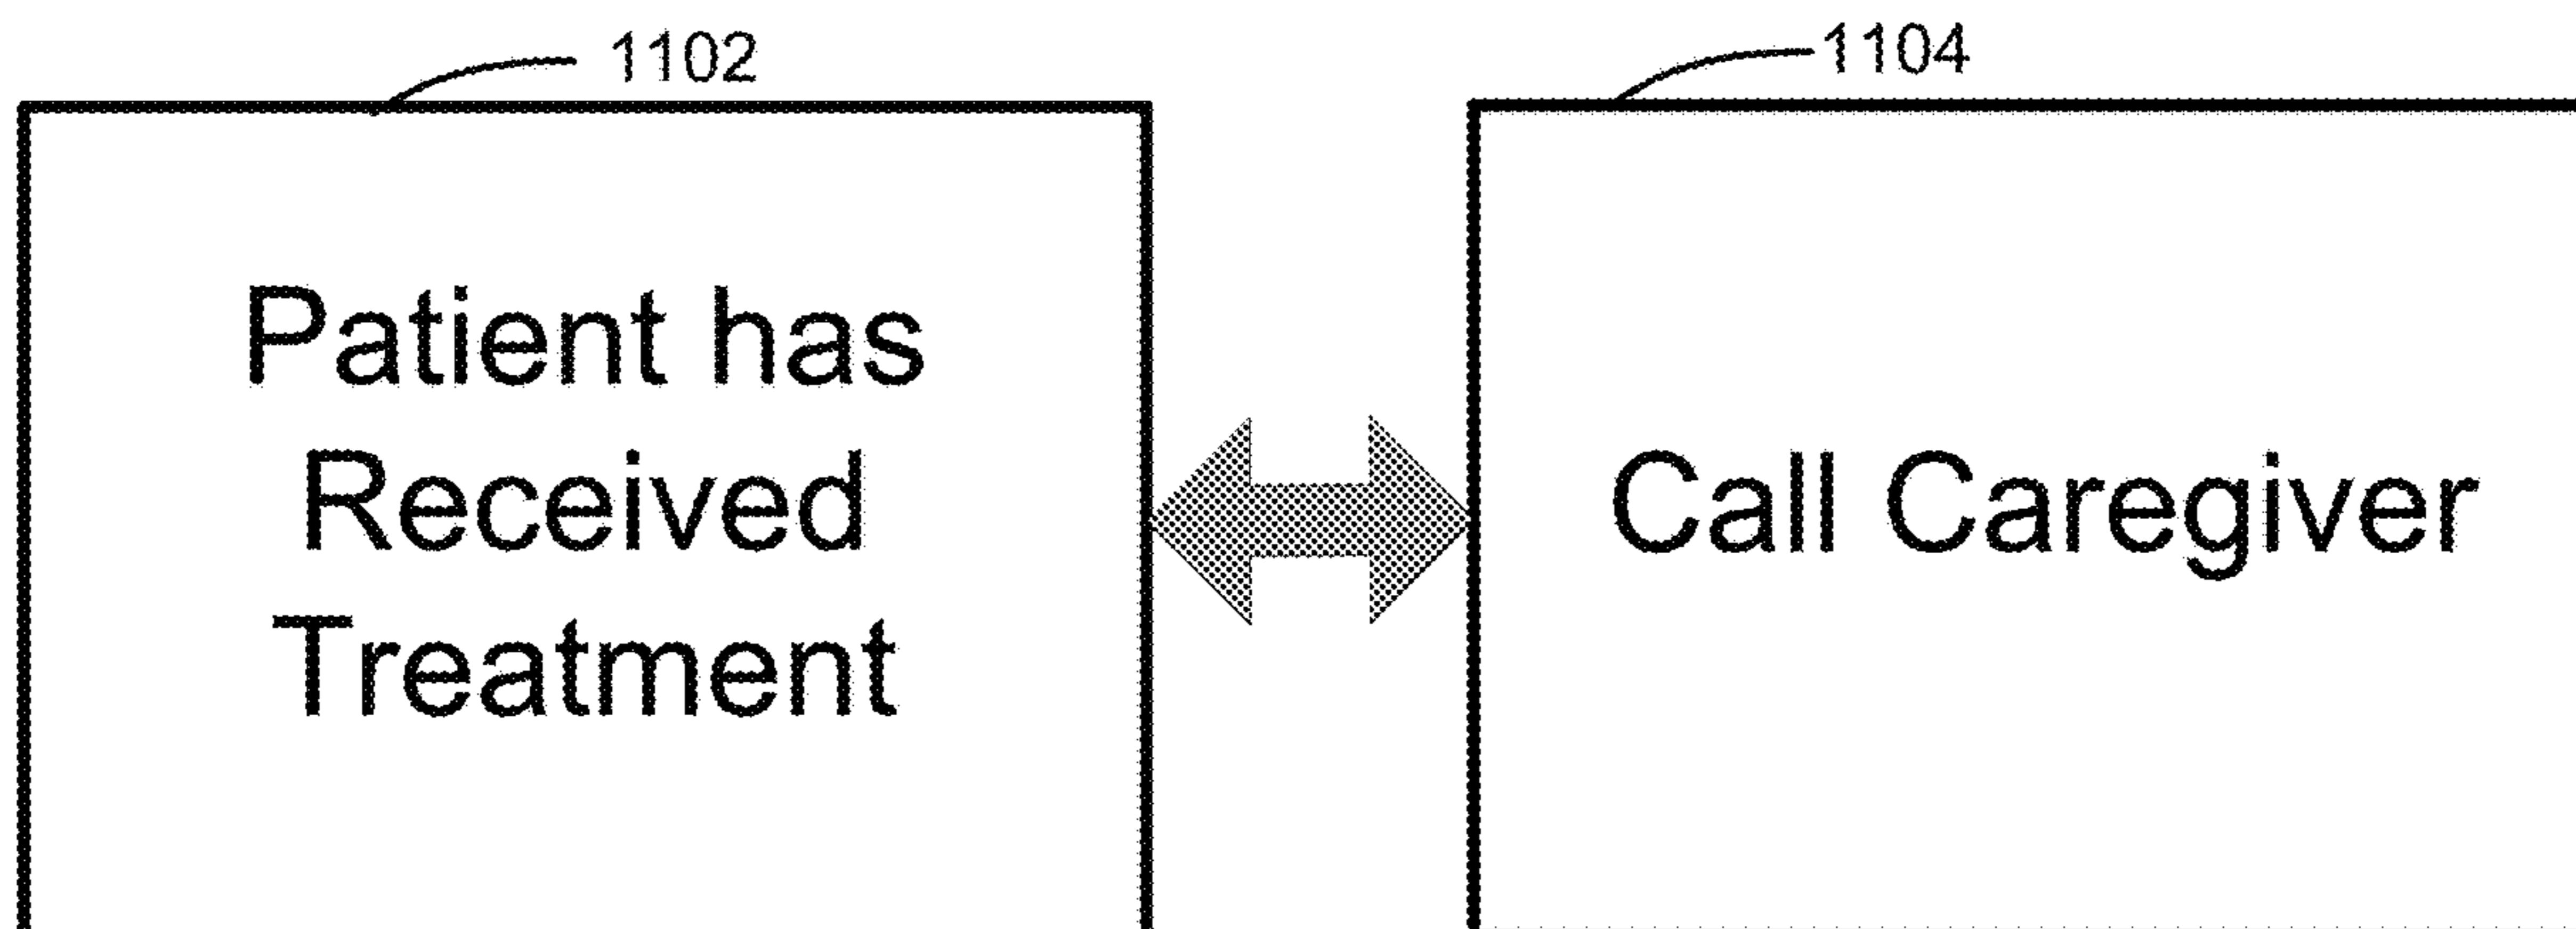 1102
1104
Patient has
Received
Treatment
Call Caregiver